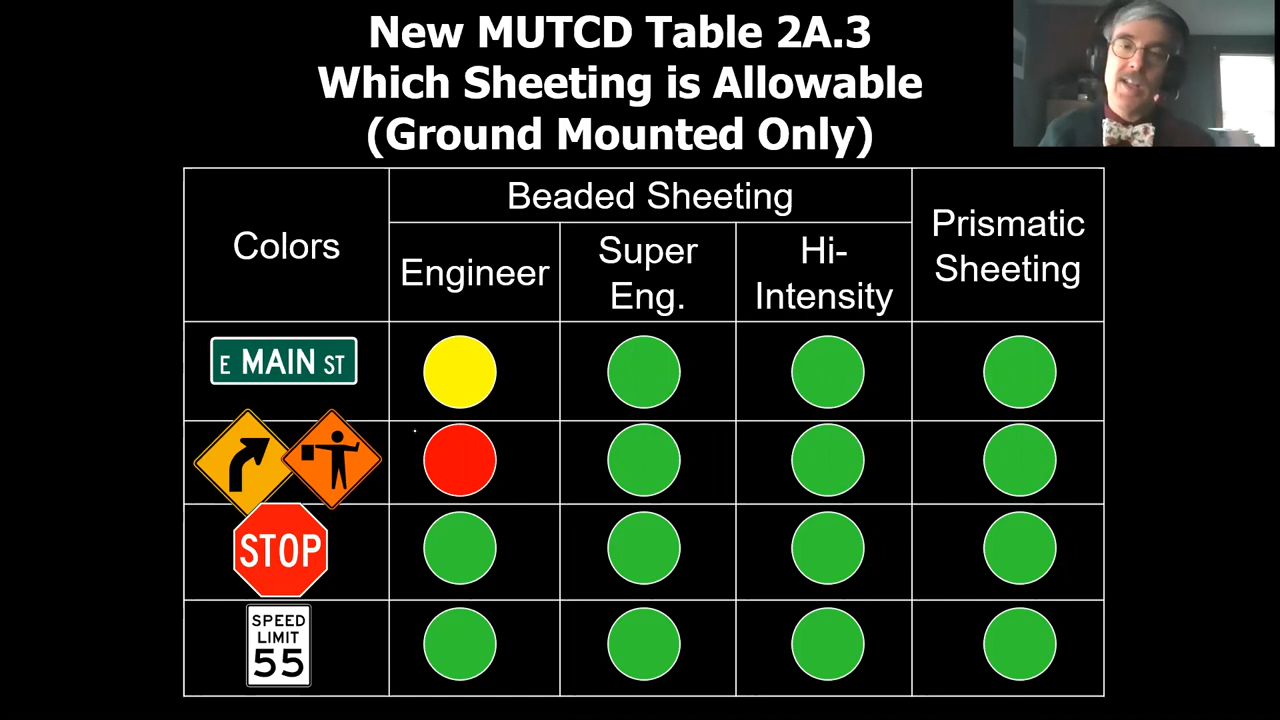 New MUTCD Table 2A.3
Which Sheeting is Allowable
(Ground Mounted Only)
Colors
Beaded Sheeting
Prismatic
Sheeting
Engineer
Super
Eng.
Hi-
Intensity
E MAIN ST
STOP
SPEED
LIMIT
55